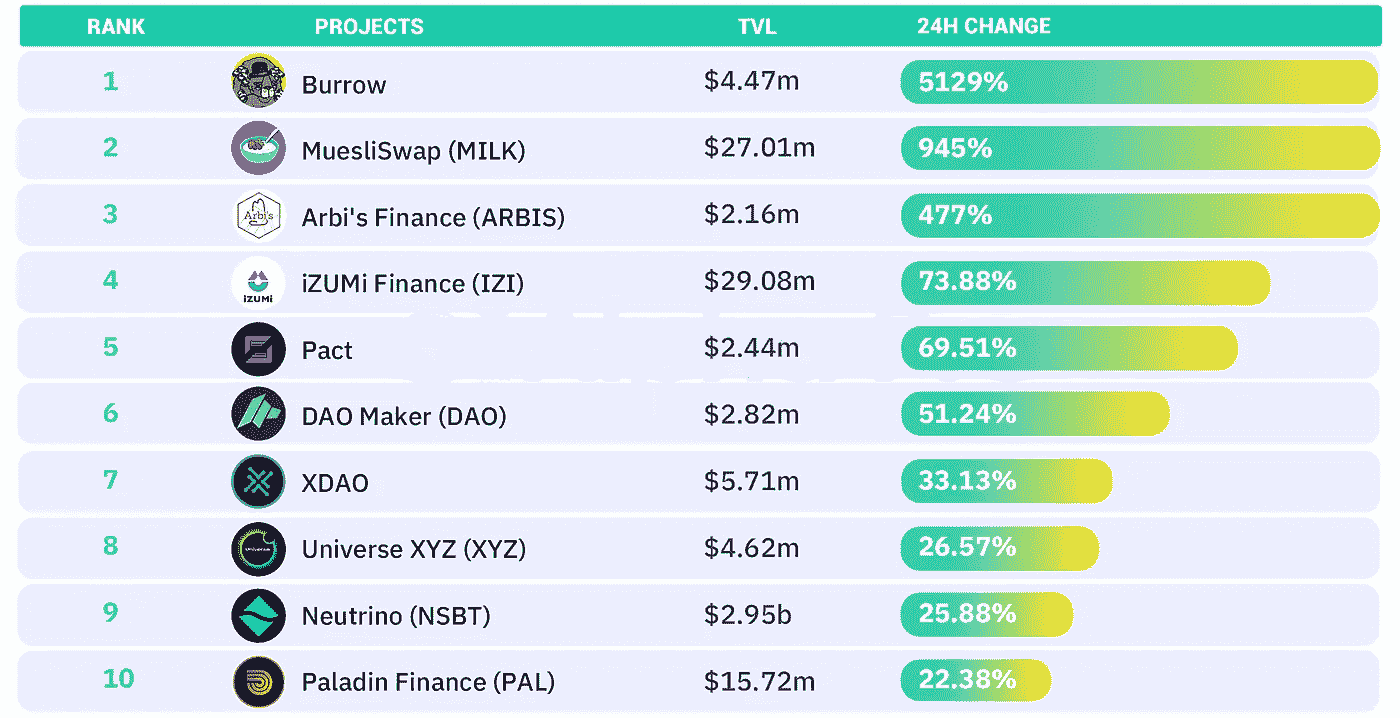 RANK PROJECTS TVL 24H CHANGE
1 Burrow $4.47m 5129%
2 MuesliSwap (MILK) $27.01m 945%
3 Arbi's Arbi's Finance (ARBIS) $2.16m 477%
4 iZUMi iZUMi Finance (IZI) $29.08m 73.88%
5 Pact $2.44m 69.51%
6 DAO Maker (DAO) $2.82m 51.24%
7 XDAO $5.71m 33.13%
8 Universe Universe XYZ (XYZ) $4.62m 26.57%
9 Neutrino (NSBT) $2.95b 25.88%
10 Paladin Finance (PAL) $15.72m 22.38%